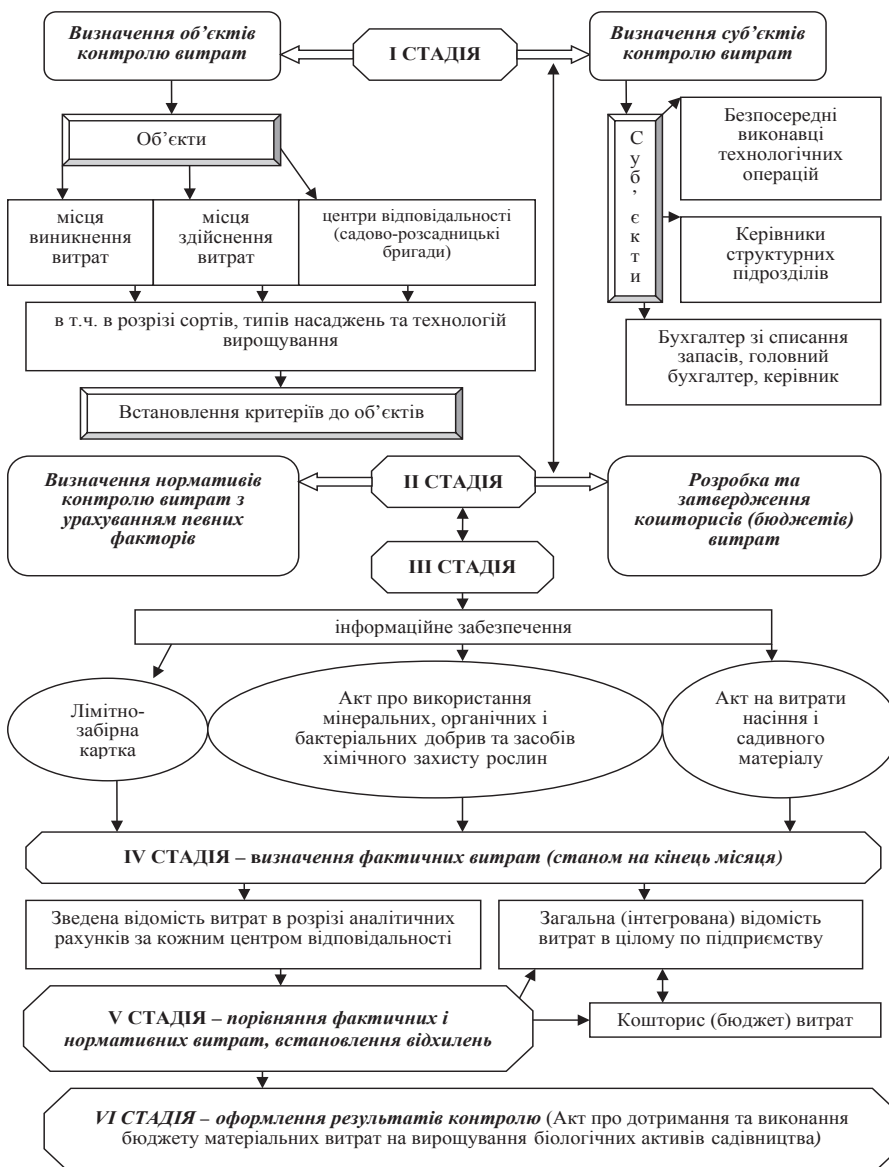 Визначення об’єктів
контролю витрат
І СТАДІЯ
Визначення суб’єктів
контролю витрат
Об’єкти
місця
виникнення
витрат
місця
здійснення
витрат
центри відповідальності
(садово-розсадницькі
бригади)
в т.ч. в розрізі сортів, типів насаджень та технологій
вирощування
Встановлення критеріїв до об’єктів
Суб’єкти
Безпосередні
виконавці
технологічних
операцій
Керівники
структурних
підрозділів
Бухгалтер зі списання
запасів, головний
бухгалтер, керівник
Визначення нормативів
контролю витрат з
урахуванням певних
факторів
ІІ СТАДІЯ
Розробка та
затвердження
кошторисів (бюджетів)
витрат
ІІІ СТАДІЯ
інформаційне забезпечення
Лімітно-
забірна
картка
Акт про використання
мінеральних, органічних і
бактеріальних добрив та засобів
хімічного захисту рослин
Акт на витрати
насіння і
садивного
матеріалу
IV СТАДІЯ – визначення фактичних витрат (станом на кінець місяця)
Зведена відомість витрат в розрізі аналітичних
рахунків за кожним центром відповідальності
Загальна (інтегрована) відомість
витрат в цілому по підприємству
V СТАДІЯ – порівняння фактичних і
нормативних витрат, встановлення відхилень
Кошторис (бюджет) витрат
VI СТАДІЯ – оформлення результатів контролю (Акт про дотримання та виконання
бюджету матеріальних витрат на вирощування біологічних активів садівництва)